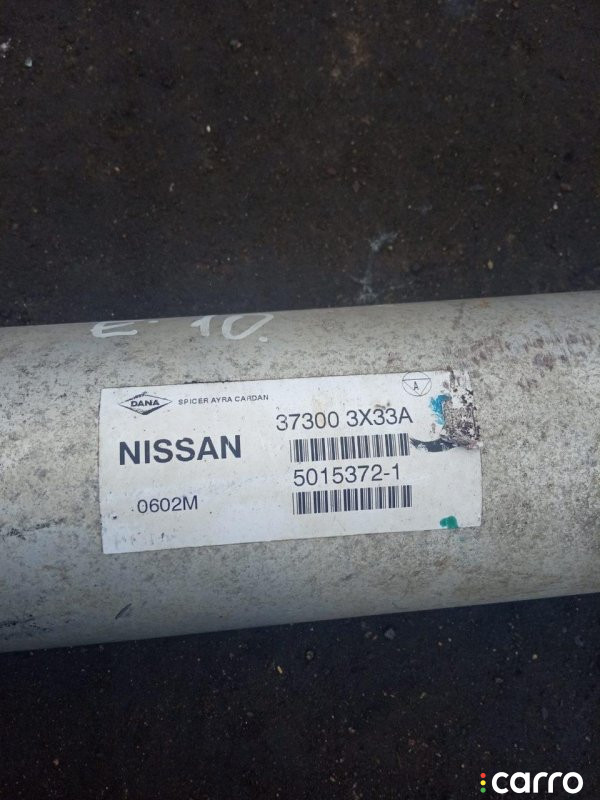 E-10.
DANA
SPICER AYRA CARDAN
A
37300 3X33A
NISSAN
5015372-1
0602M
carro